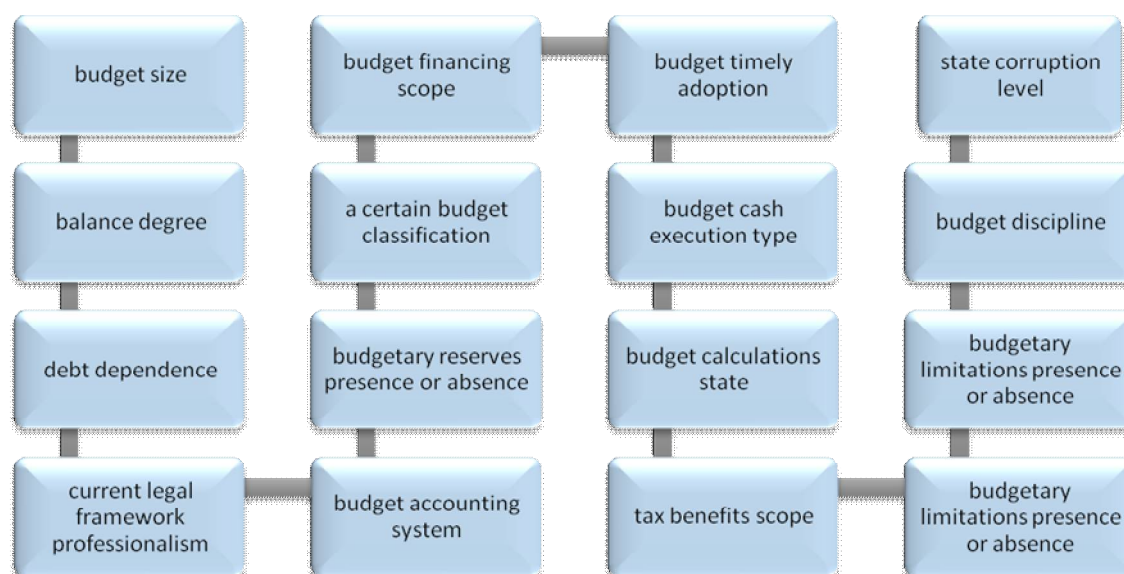 budget size
balance degree
debt dependence
current legal
framework
professionalism
budget accounting
system
budgetary reserves
presence or absence
a certain budget
classification
budget financing
scope
budget timely
adoption
budget cash
execution type
budget calculations
state
tax benefits scope
budgetary
limitations presence
or absence
budgetary
limitations presence
or absence
budget discipline
state corruption
level